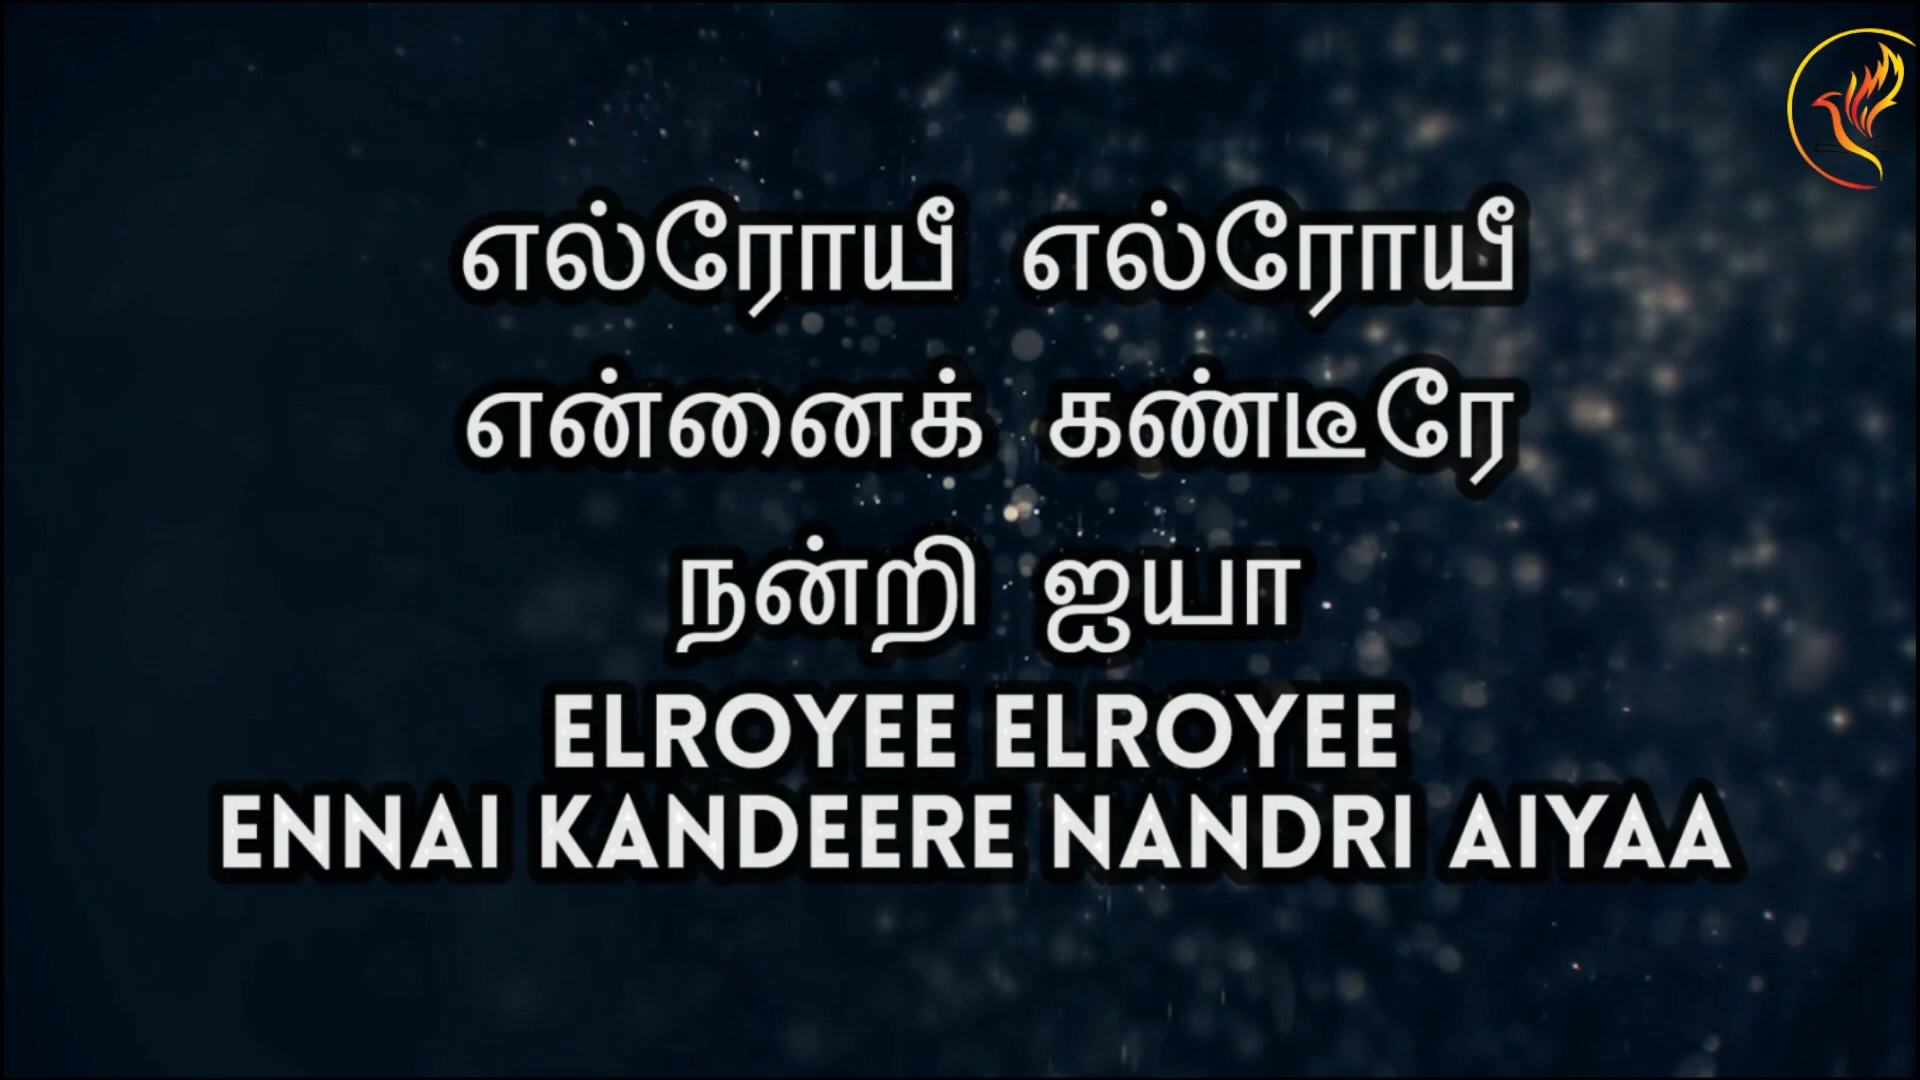 எல்ரோயீ எல்ரோயீ
என்னைக் கண்டீரே
நன்றி ஐயா
ELROYEE ELROYEE
ENNAI KANDEERE NANDRI AIYAA